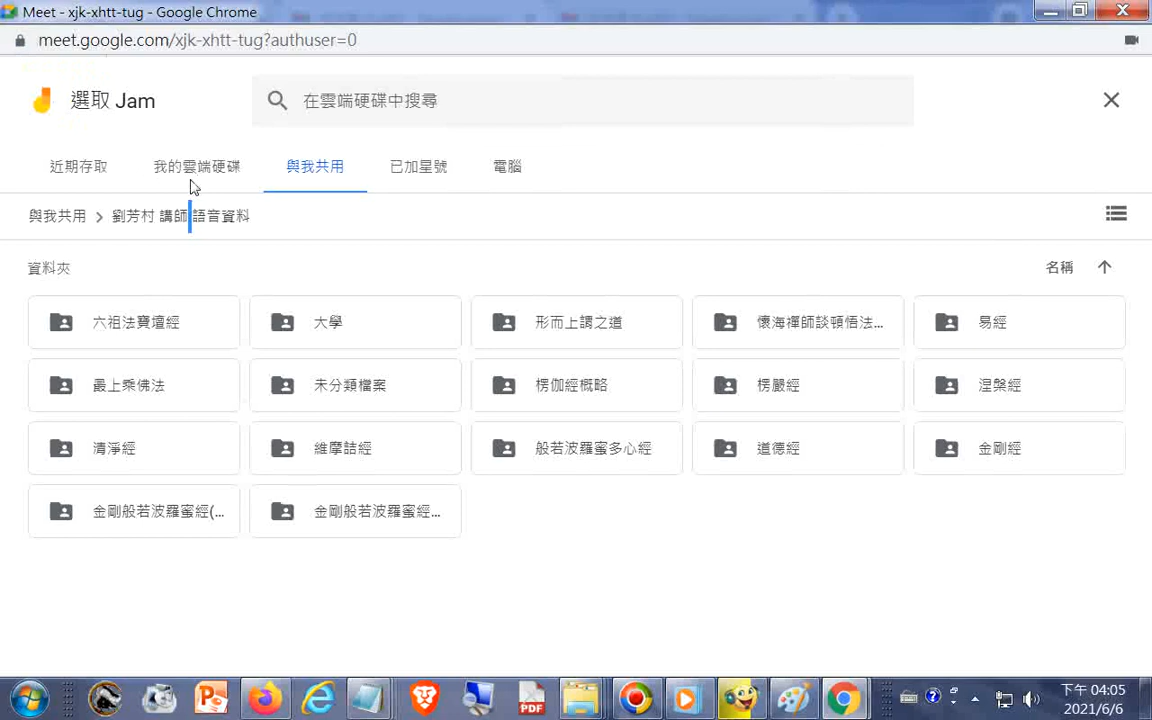 Meet - xjk-xhtt-tug - Google Chrome
meet.google.com/xjk-xhtt-tug?authuser=0
選取 Jam
在雲端硬碟中搜尋
近期存取 我的雲端硬碟 與我共用 已加星號 電腦
與我共用 > 劉芳村 講師 語音資料
資料夾 名稱
六祖法寶壇經 大學 形而上謂之道 懷海禪師談頓悟法... 易經
最上乘佛法 未分類檔案 楞伽經概略 楞嚴經 涅槃經
清淨經 維摩詰經 般若波羅蜜多心經 道德經 金剛經
金剛般若波羅蜜經(... 金剛般若波羅蜜經...
PDF
下午 04:05
2021/6/6